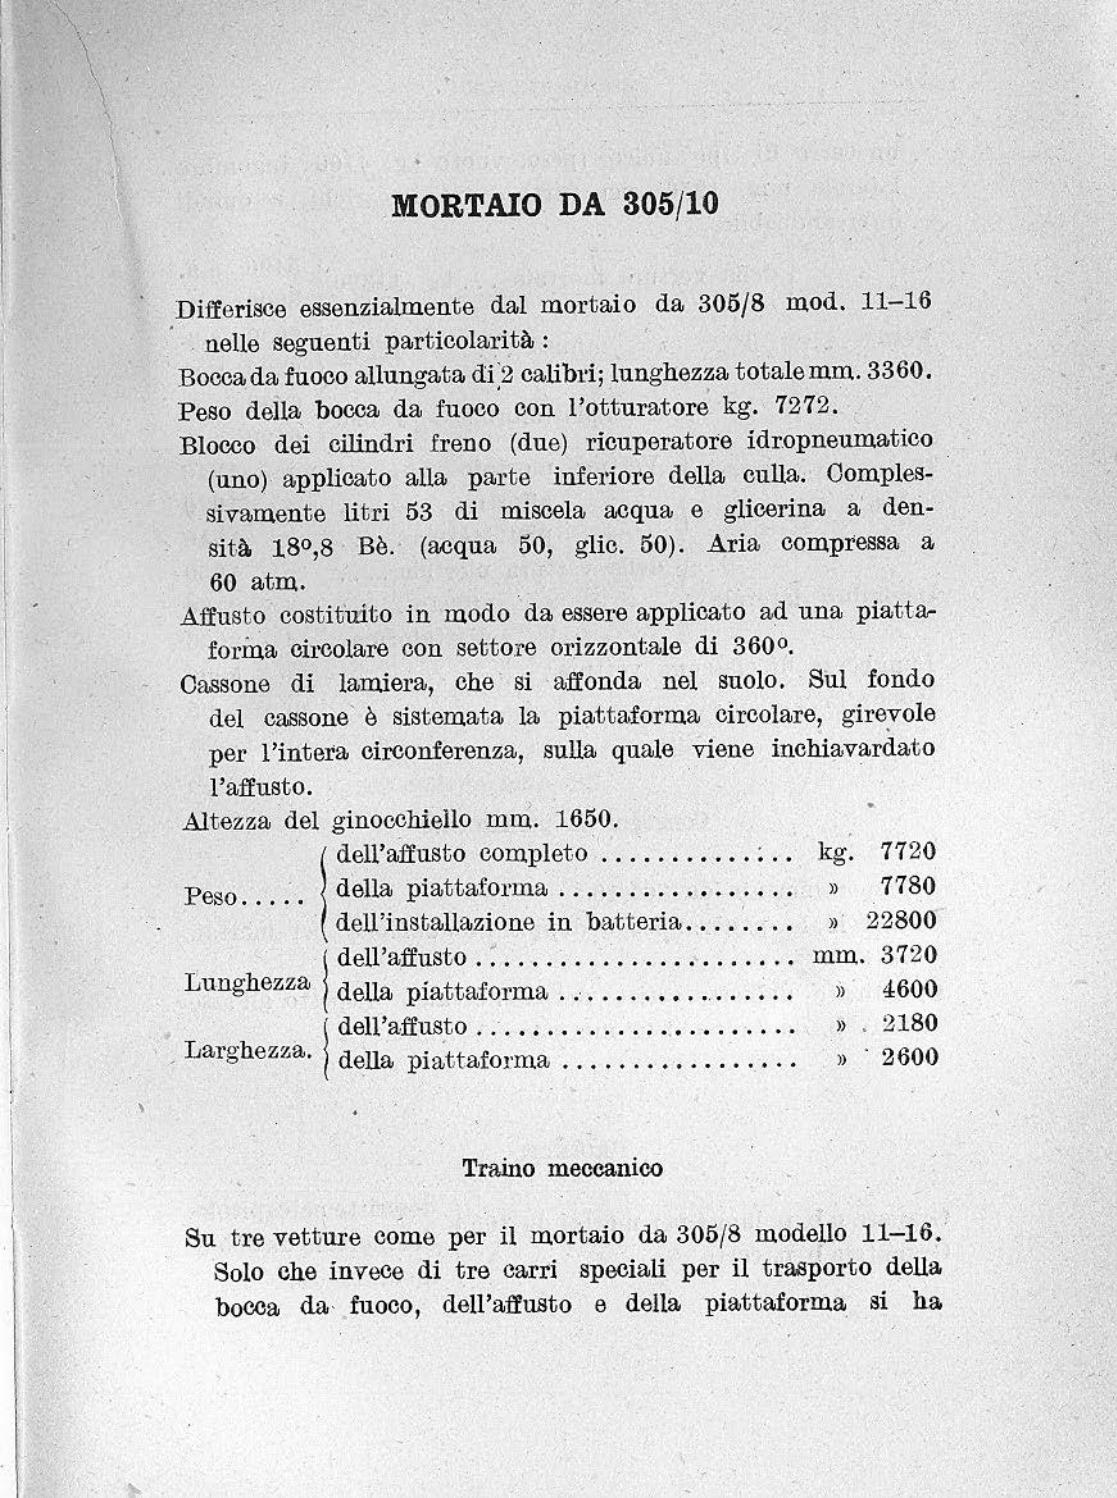 MORTAIO DA 305/10
Differisce essenzialmente dal mortaio da 305/8 mod. 11–16
nelle seguenti particolarità :
Bocca da fuoco allungata di 2 calibri; lunghezza totale mm. 3360.
Peso della bocca da fuoco con l'otturatore kg. 7272.
Blocco dei cilindri freno (due) ricuperatore idropneumatico
(uno) applicato alla parte inferiore della culla. Comples-
sivamente litri 53 di miscela acqua e glicerina a den-
sità 18º,8 Bè. (acqua 50, glic. 50). Aria compressa a
60 atm.
Affusto costituito in modo da essere applicato ad una piatta-
forma circolare con settore orizzontale di 360º.
Cassone di lamiera, che si affonda nel suolo. Sul fondo
del cassone è sistemata la piattaforma circolare, girevole
per l'intera circonferenza, sulla quale viene inchiavardato
l'affusto.
Altezza del ginocchiello mm. 1650.
Peso..... dell'affusto completo .............. kg. 7720
della piattaforma ................. » 7780
dell'installazione in batteria........ » 22800
Lunghezza dell'affusto ....................... mm. 3720
della piattaforma ................. » 4600
Larghezza. dell'affusto ....................... » 2180
della piattaforma ................. » 2600
Traino meccanico
Su tre vetture come per il mortaio da 305/8 modello 11–16.
Solo che invece di tre carri speciali per il trasporto della
bocca da fuoco, dell'affusto e della piattaforma si ha